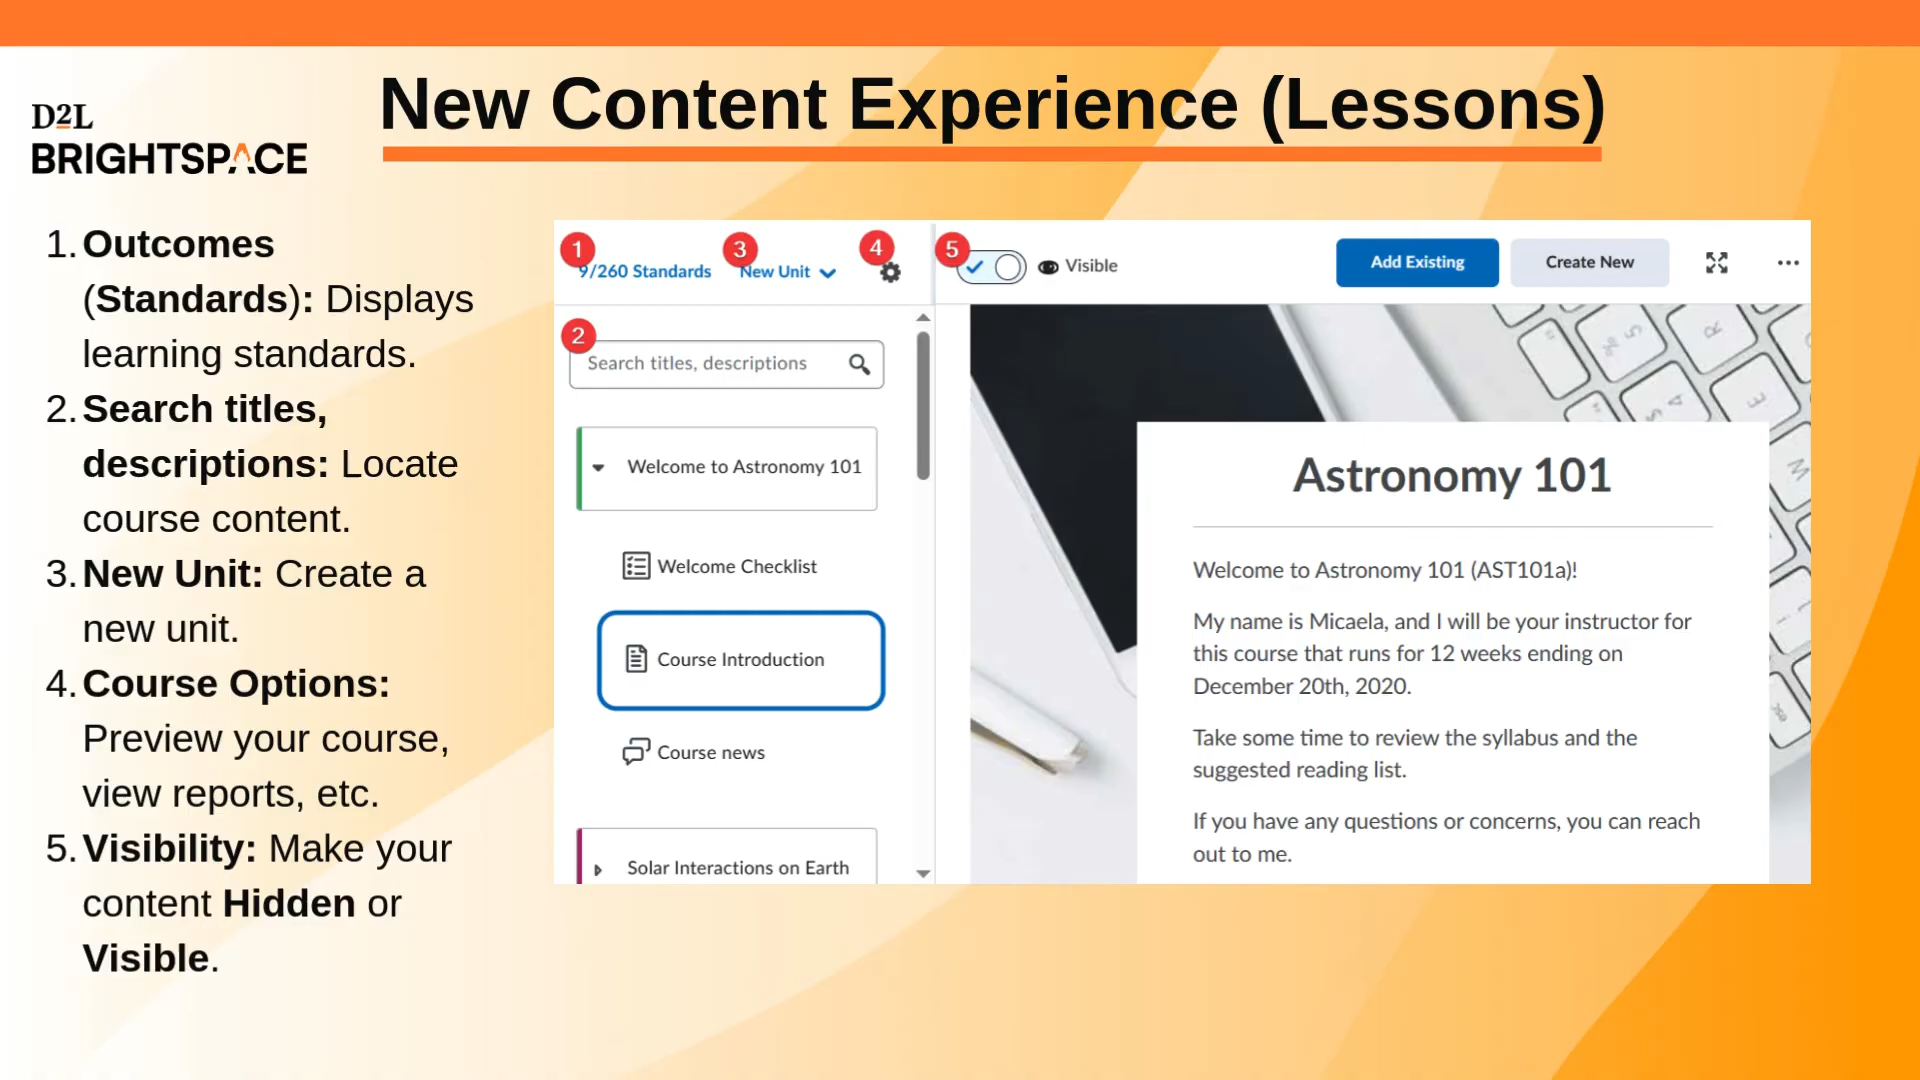 New Content Experience (Lessons)
D2L
BRIGHTSPACE
1. Outcomes
(Standards): Displays
learning standards.
2. Search titles,
descriptions: Locate
course content.
3. New Unit: Create a
new unit.
4. Course Options:
Preview your course,
view reports, etc.
5. Visibility: Make your
content Hidden or
Visible.
1
3
4
5
9/260 Standards
New Unit
Visible
Add Existing
Create New
2
Search titles, descriptions
Welcome to Astronomy 101
Welcome Checklist
Course Introduction
Course news
Solar Interactions on Earth
Astronomy 101
Welcome to Astronomy 101 (AST101a)!
My name is Micaela, and I will be your instructor for
this course that runs for 12 weeks ending on
December 20th, 2020.
Take some time to review the syllabus and the
suggested reading list.
If you have any questions or concerns, you can reach
out to me.